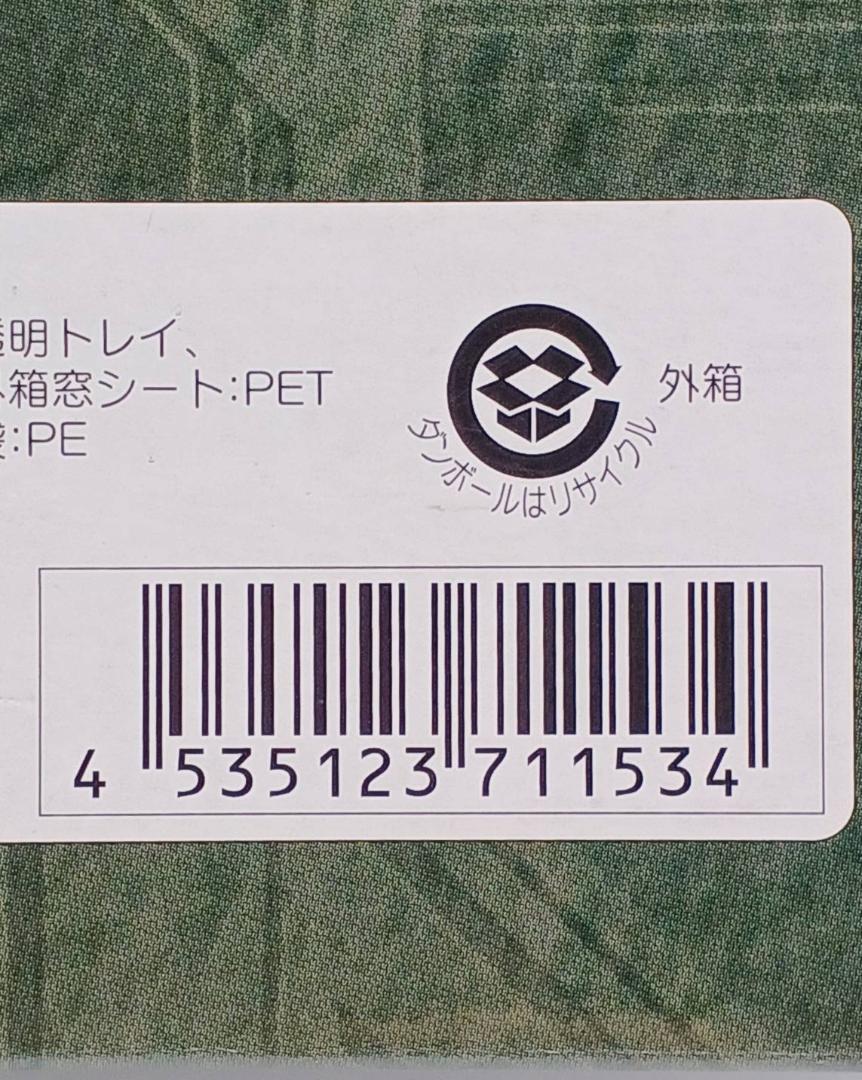 明トレイ、
箱窓シート:PET
:PE
ダンボールはリサイクル
外箱
4 535123 711534